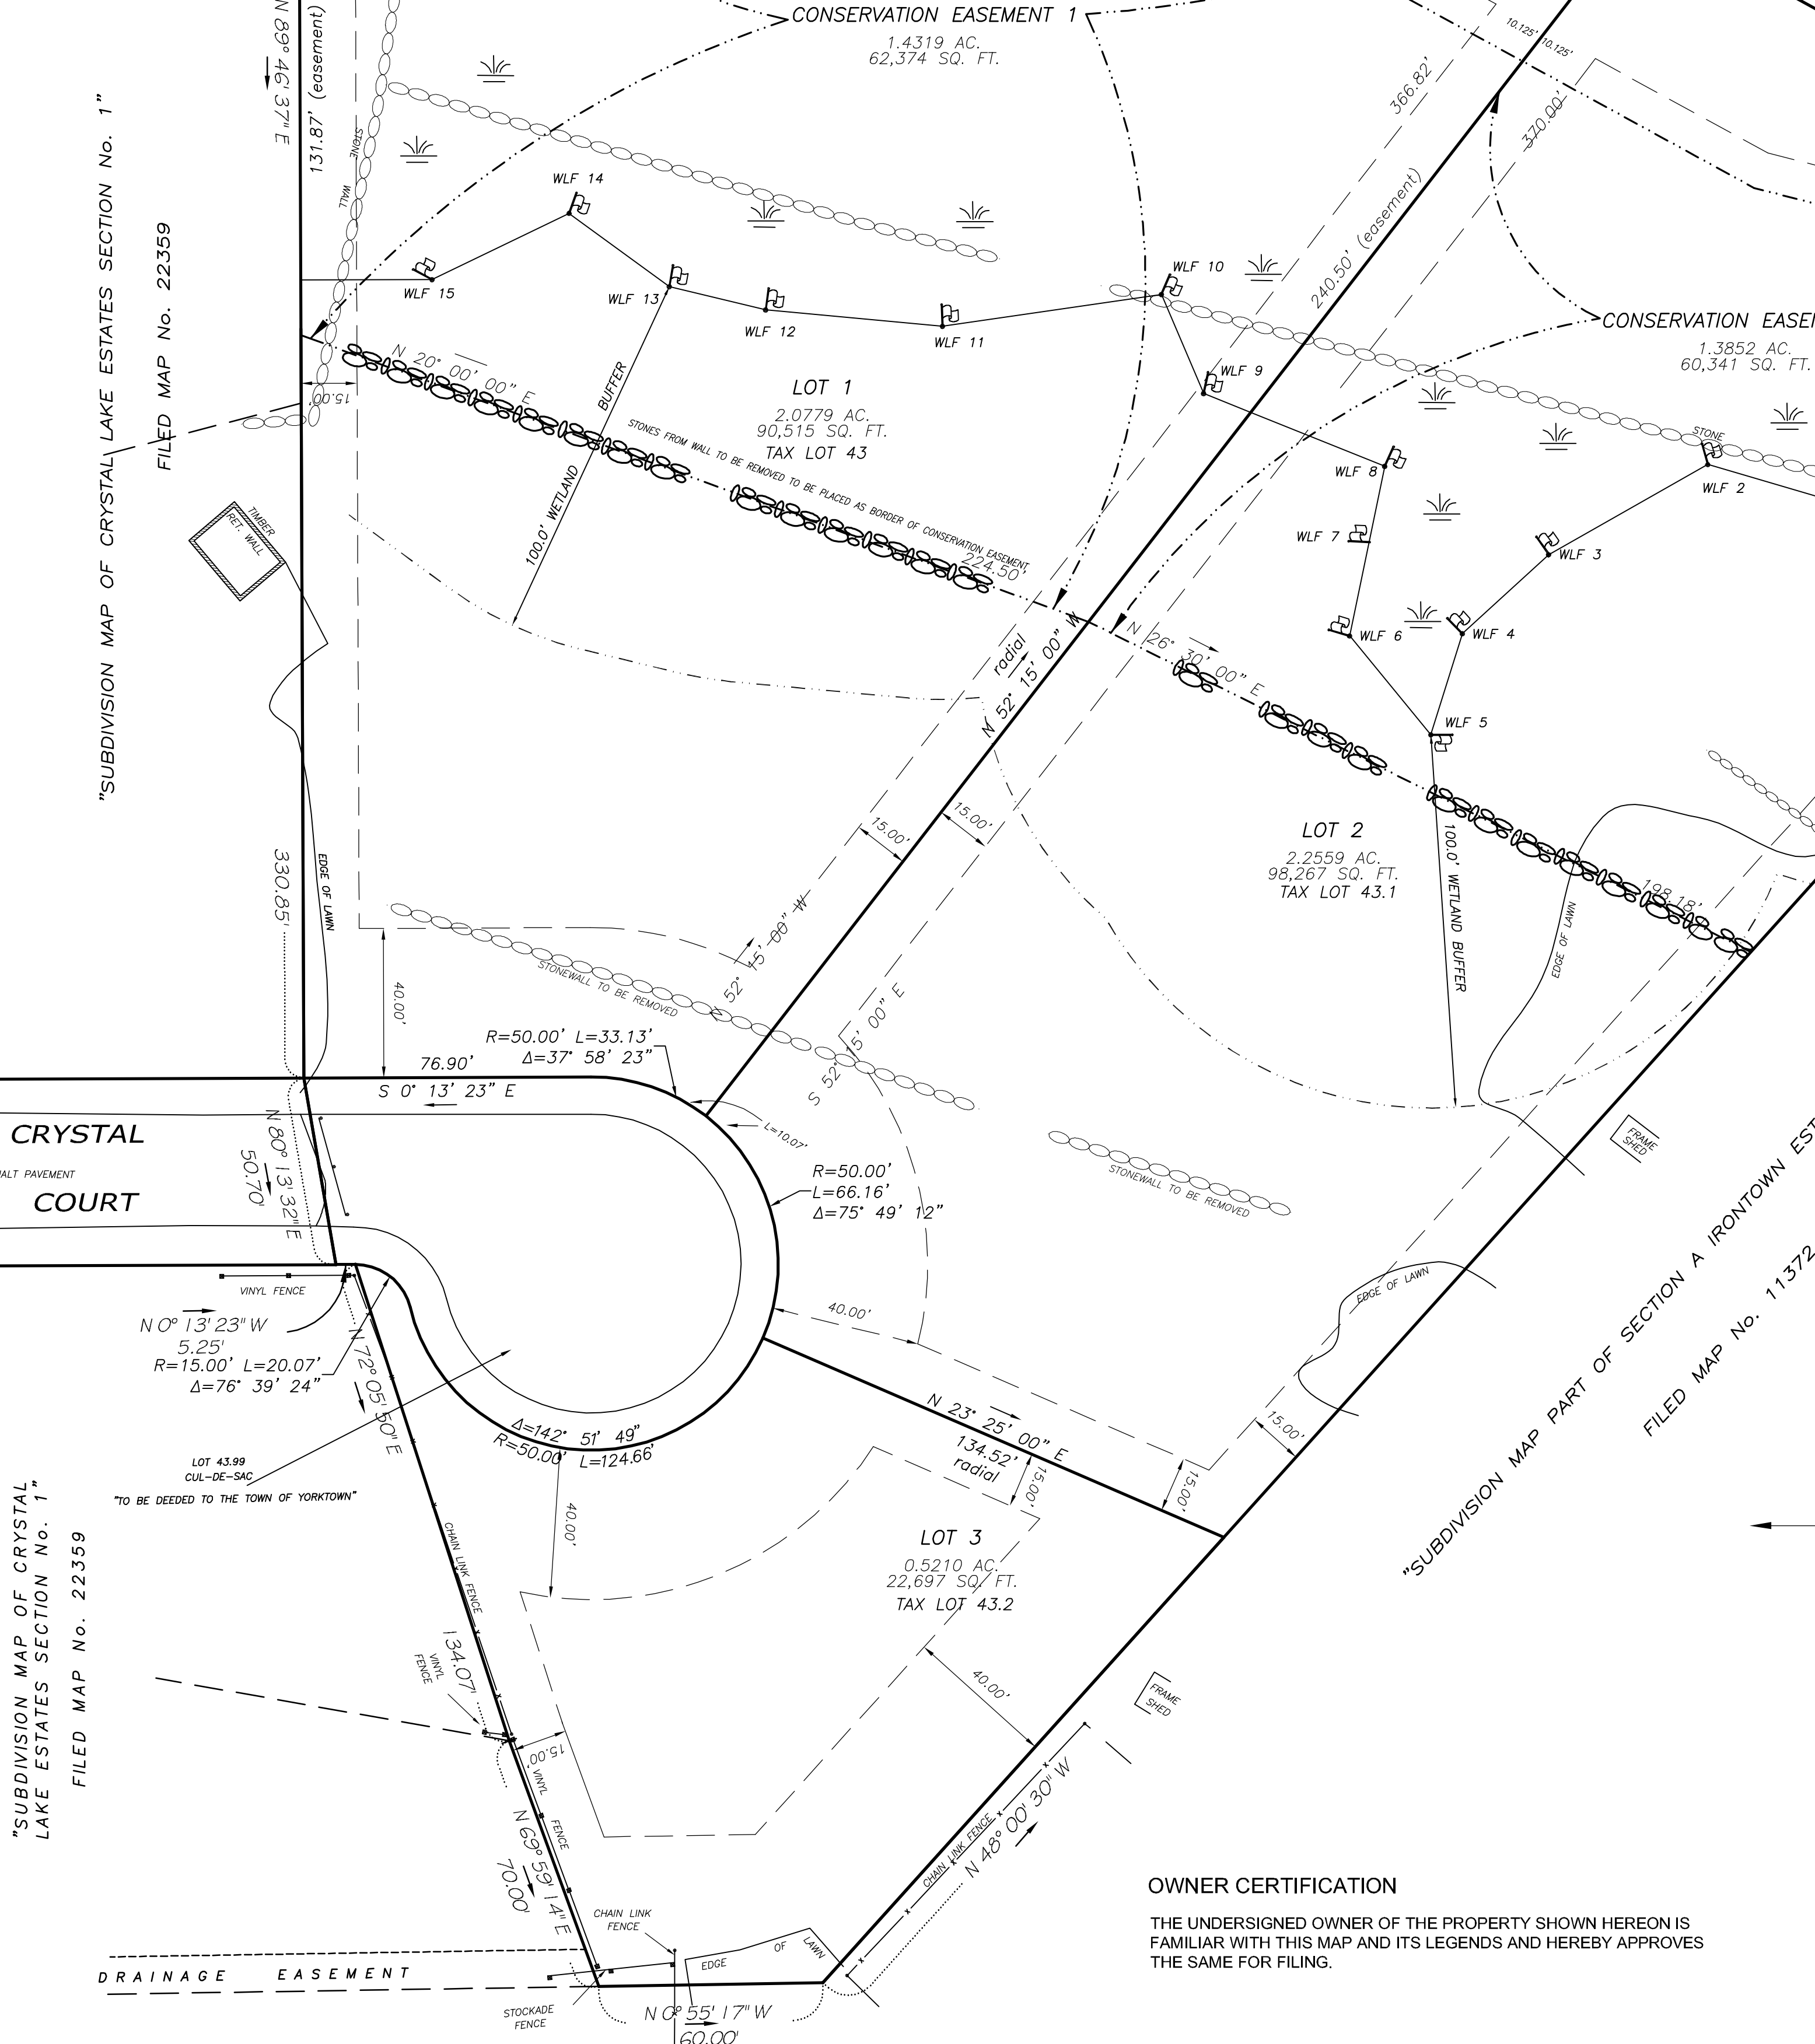 CONSERVATION EASEMENT 1
1.4319 AC.
62,374 SQ. FT.
N 89° 46' 37" E
131.87' (easement)
STONE
WALL
366.82'
10.125' 10.125'
370.00'
240.50' (easement)
"SUBDIVISION MAP OF CRYSTAL LAKE ESTATES SECTION No. 1"
FILED MAP No. 22359
WLF 14
WLF 15
WLF 13
WLF 12
WLF 11
WLF 10
WLF 9
WLF 8
WLF 7
WLF 6
WLF 5
WLF 4
WLF 3
WLF 2
STONE
CONSERVATION EASEM
1.3852 AC.
60,341 SQ. FT.
N 20° 00' 00" E
15.00'
LOT 1
2.0779 AC.
90,515 SQ. FT.
TAX LOT 43
100.0' WETLAND BUFFER
STONES FROM WALL TO BE REMOVED TO BE PLACED AS BORDER OF CONSERVATION EASEMENT
224.50'
TIMBER
RET. WALL
radial
N 52° 15' 00" W
N 26° 30' 00" E
LOT 2
2.2559 AC.
98,267 SQ. FT.
TAX LOT 43.1
100.0' WETLAND BUFFER
198.18'
EDGE OF LAWN
15.00'
15.00'
330.85'
EDGE OF LAWN
N 52° 15' 00" W
S 52° 15' 00" E
STONEWALL TO BE REMOVED
40.00'
R=50.00' L=33.13'
Δ=37° 58' 23"
76.90'
S 0° 13' 23" E
L=10.07'
CRYSTAL
ALT PAVEMENT
COURT
N 80° 13' 32" E
50.70'
R=50.00'
L=66.16'
Δ=75° 49' 12"
STONEWALL TO BE REMOVED
FRAME
SHED
VINYL FENCE
N 0° 13' 23" W
5.25'
R=15.00' L=20.07'
Δ=76° 39' 24"
40.00'
EDGE OF LAWN
N 72° 05' 50" E
Δ=142° 51' 49"
R=50.00' L=124.66'
N 23° 25' 00" E
134.52'
radial
15.00'
15.00'
15.00'
LOT 43.99
CUL-DE-SAC
"TO BE DEEDED TO THE TOWN OF YORKTOWN"
40.00'
CHAIN LINK FENCE
LOT 3
0.5210 AC.
22,697 SQ. FT.
TAX LOT 43.2
"SUBDIVISION MAP PART OF SECTION A IRONTOWN EST
FILED MAP No. 11372
"SUBDIVISION MAP OF CRYSTAL
LAKE ESTATES SECTION No. 1"
FILED MAP No. 22359
134.07'
VINYL
FENCE
15.00'
VINYL FENCE
40.00'
FRAME
SHED
N 69° 59' 14" E
70.00'
CHAIN LINK FENCE
N 48° 00' 30" W
CHAIN LINK
FENCE
EDGE OF LAWN
DRAINAGE EASEMENT
STOCKADE
FENCE
N 0° 55' 17" W
60.00'
OWNER CERTIFICATION
THE UNDERSIGNED OWNER OF THE PROPERTY SHOWN HEREON IS
FAMILIAR WITH THIS MAP AND ITS LEGENDS AND HEREBY APPROVES
THE SAME FOR FILING.